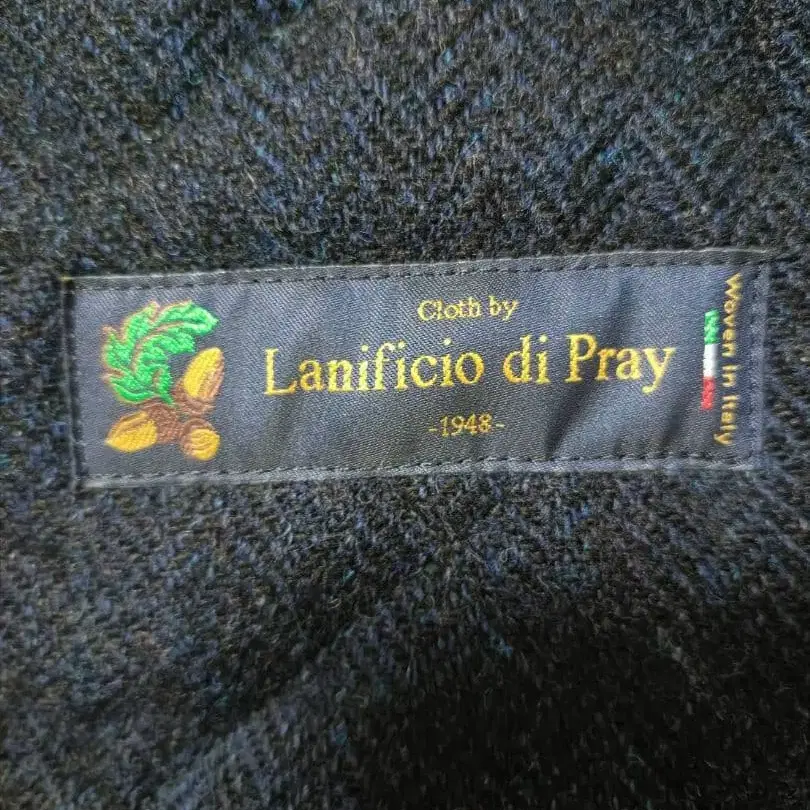 Cloth by
Lanificio di Pray
-1948-
Woven In Italy